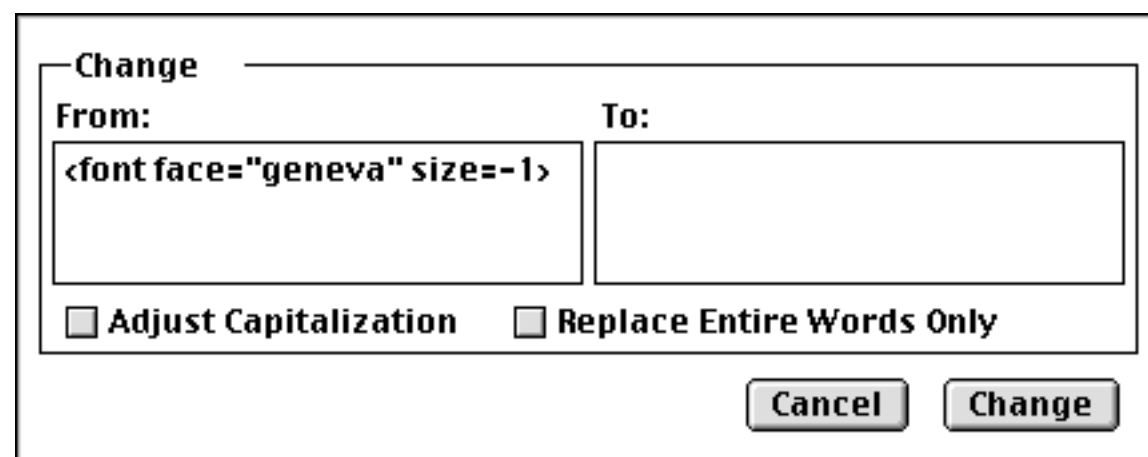 Change
From:
To:
<font face="geneva" size=-1>
Adjust Capitalization
Replace Entire Words Only
Cancel
Change